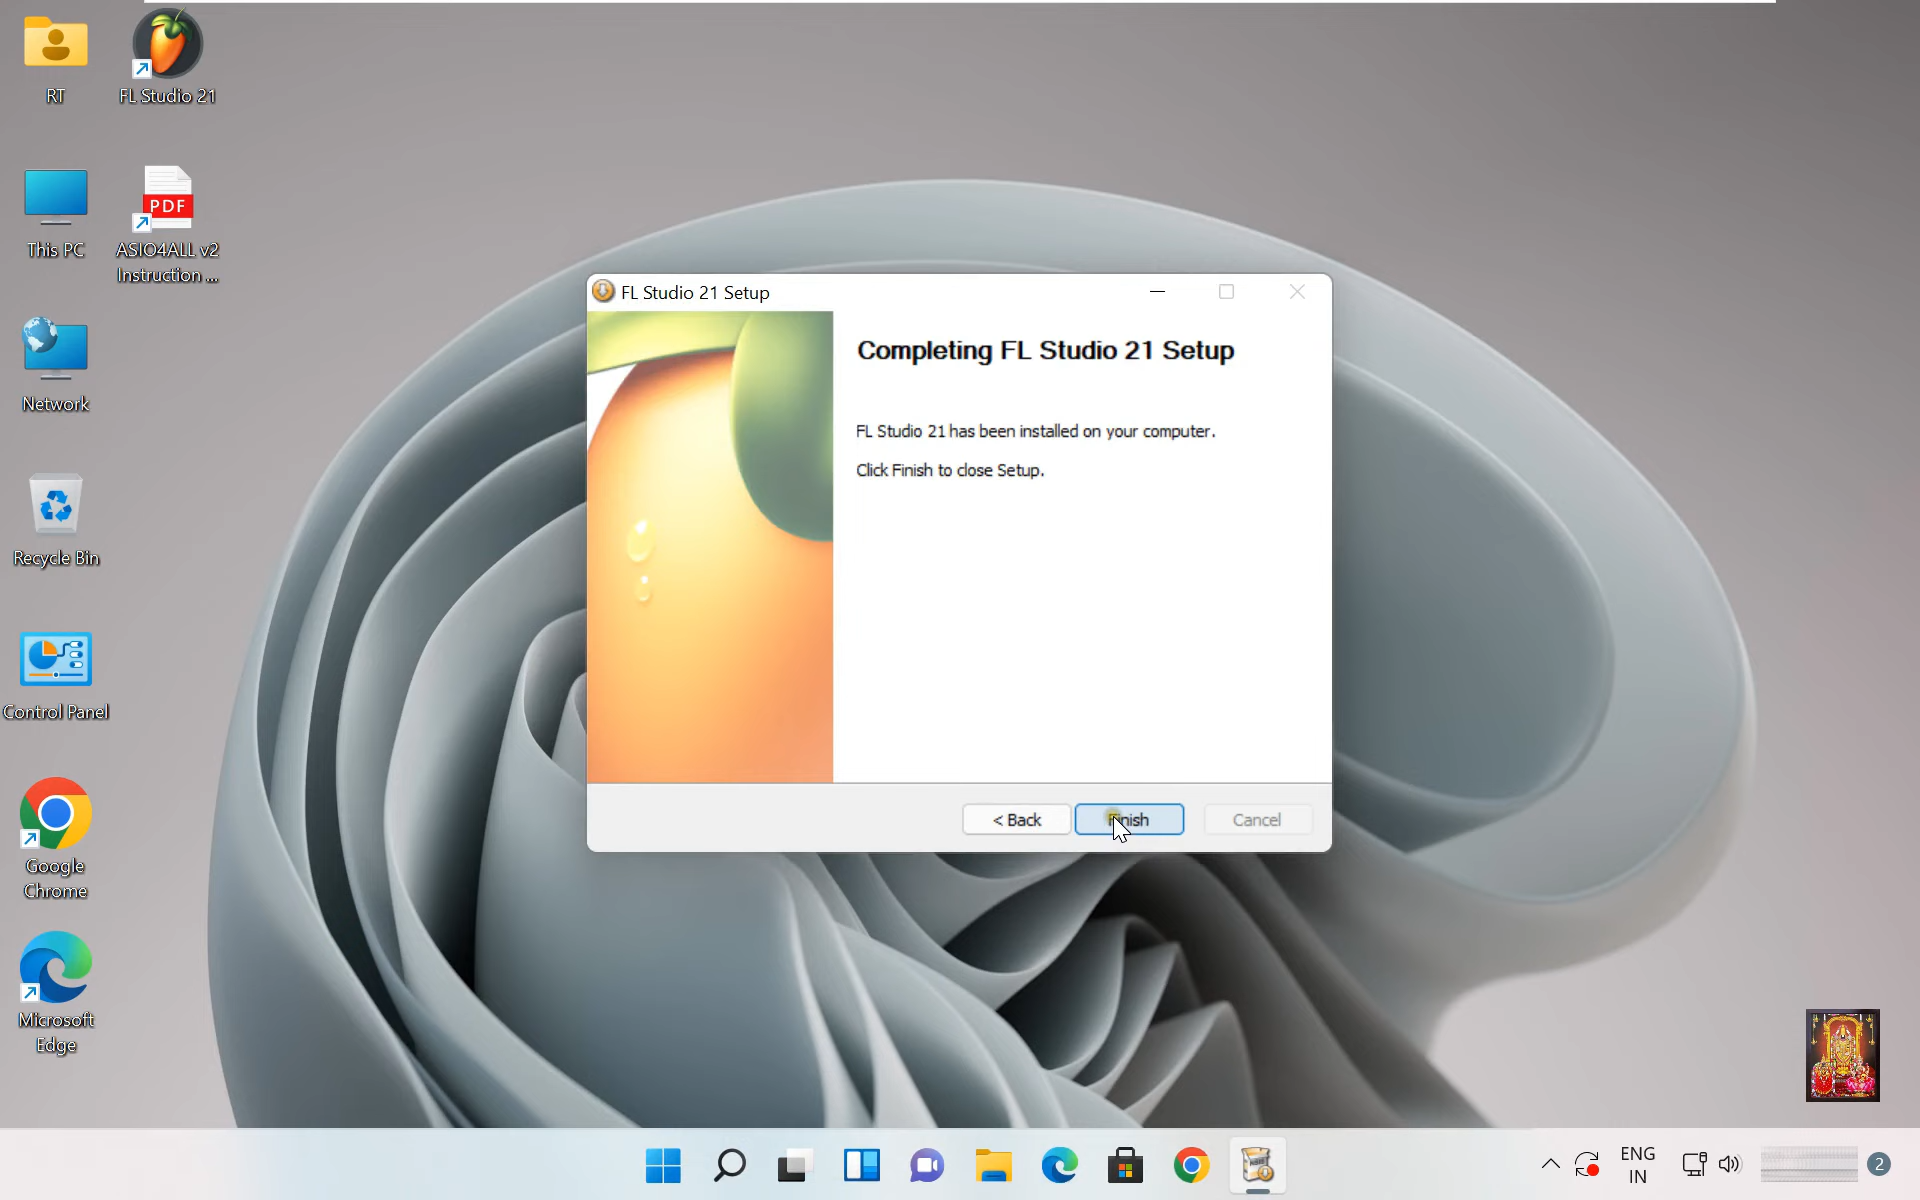 RT
FL Studio 21
This PC
PDF
ASIO4ALL v2
Instruction ...
Network
Recycle Bin
Control Panel
Google
Chrome
Microsoft
Edge
FL Studio 21 Setup
Completing FL Studio 21 Setup
FL Studio 21 has been installed on your computer.
Click Finish to close Setup.
< Back
Finish
Cancel
ENG
IN
2